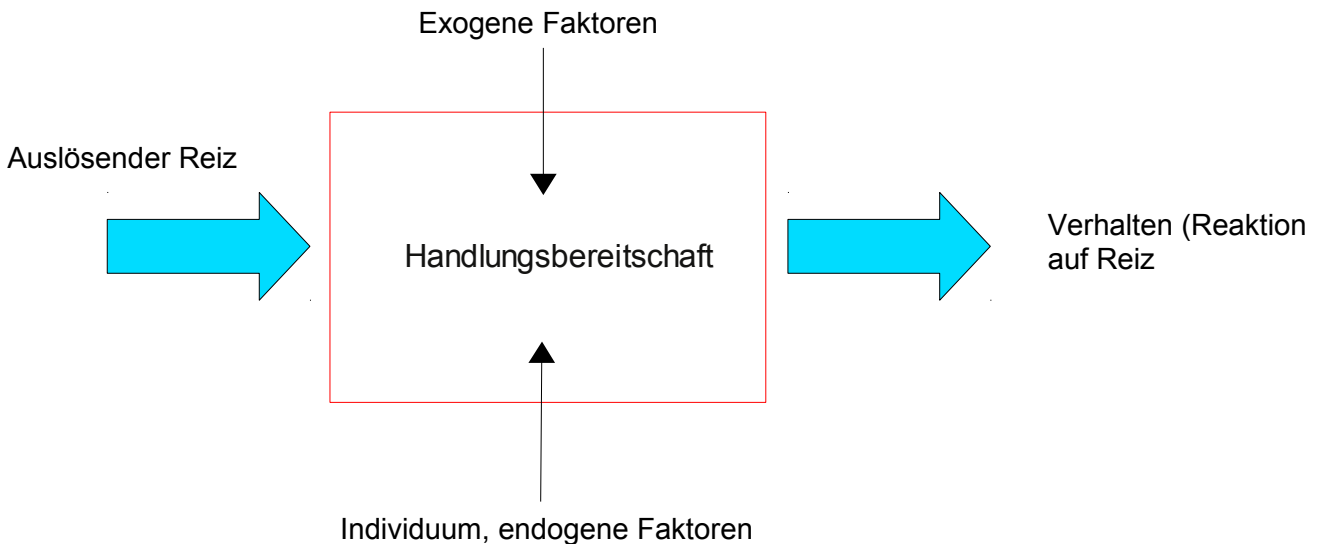 Exogene Faktoren
Auslösender Reiz
Handlungsbereitschaft
Verhalten (Reaktion
auf Reiz
Individuum, endogene Faktoren